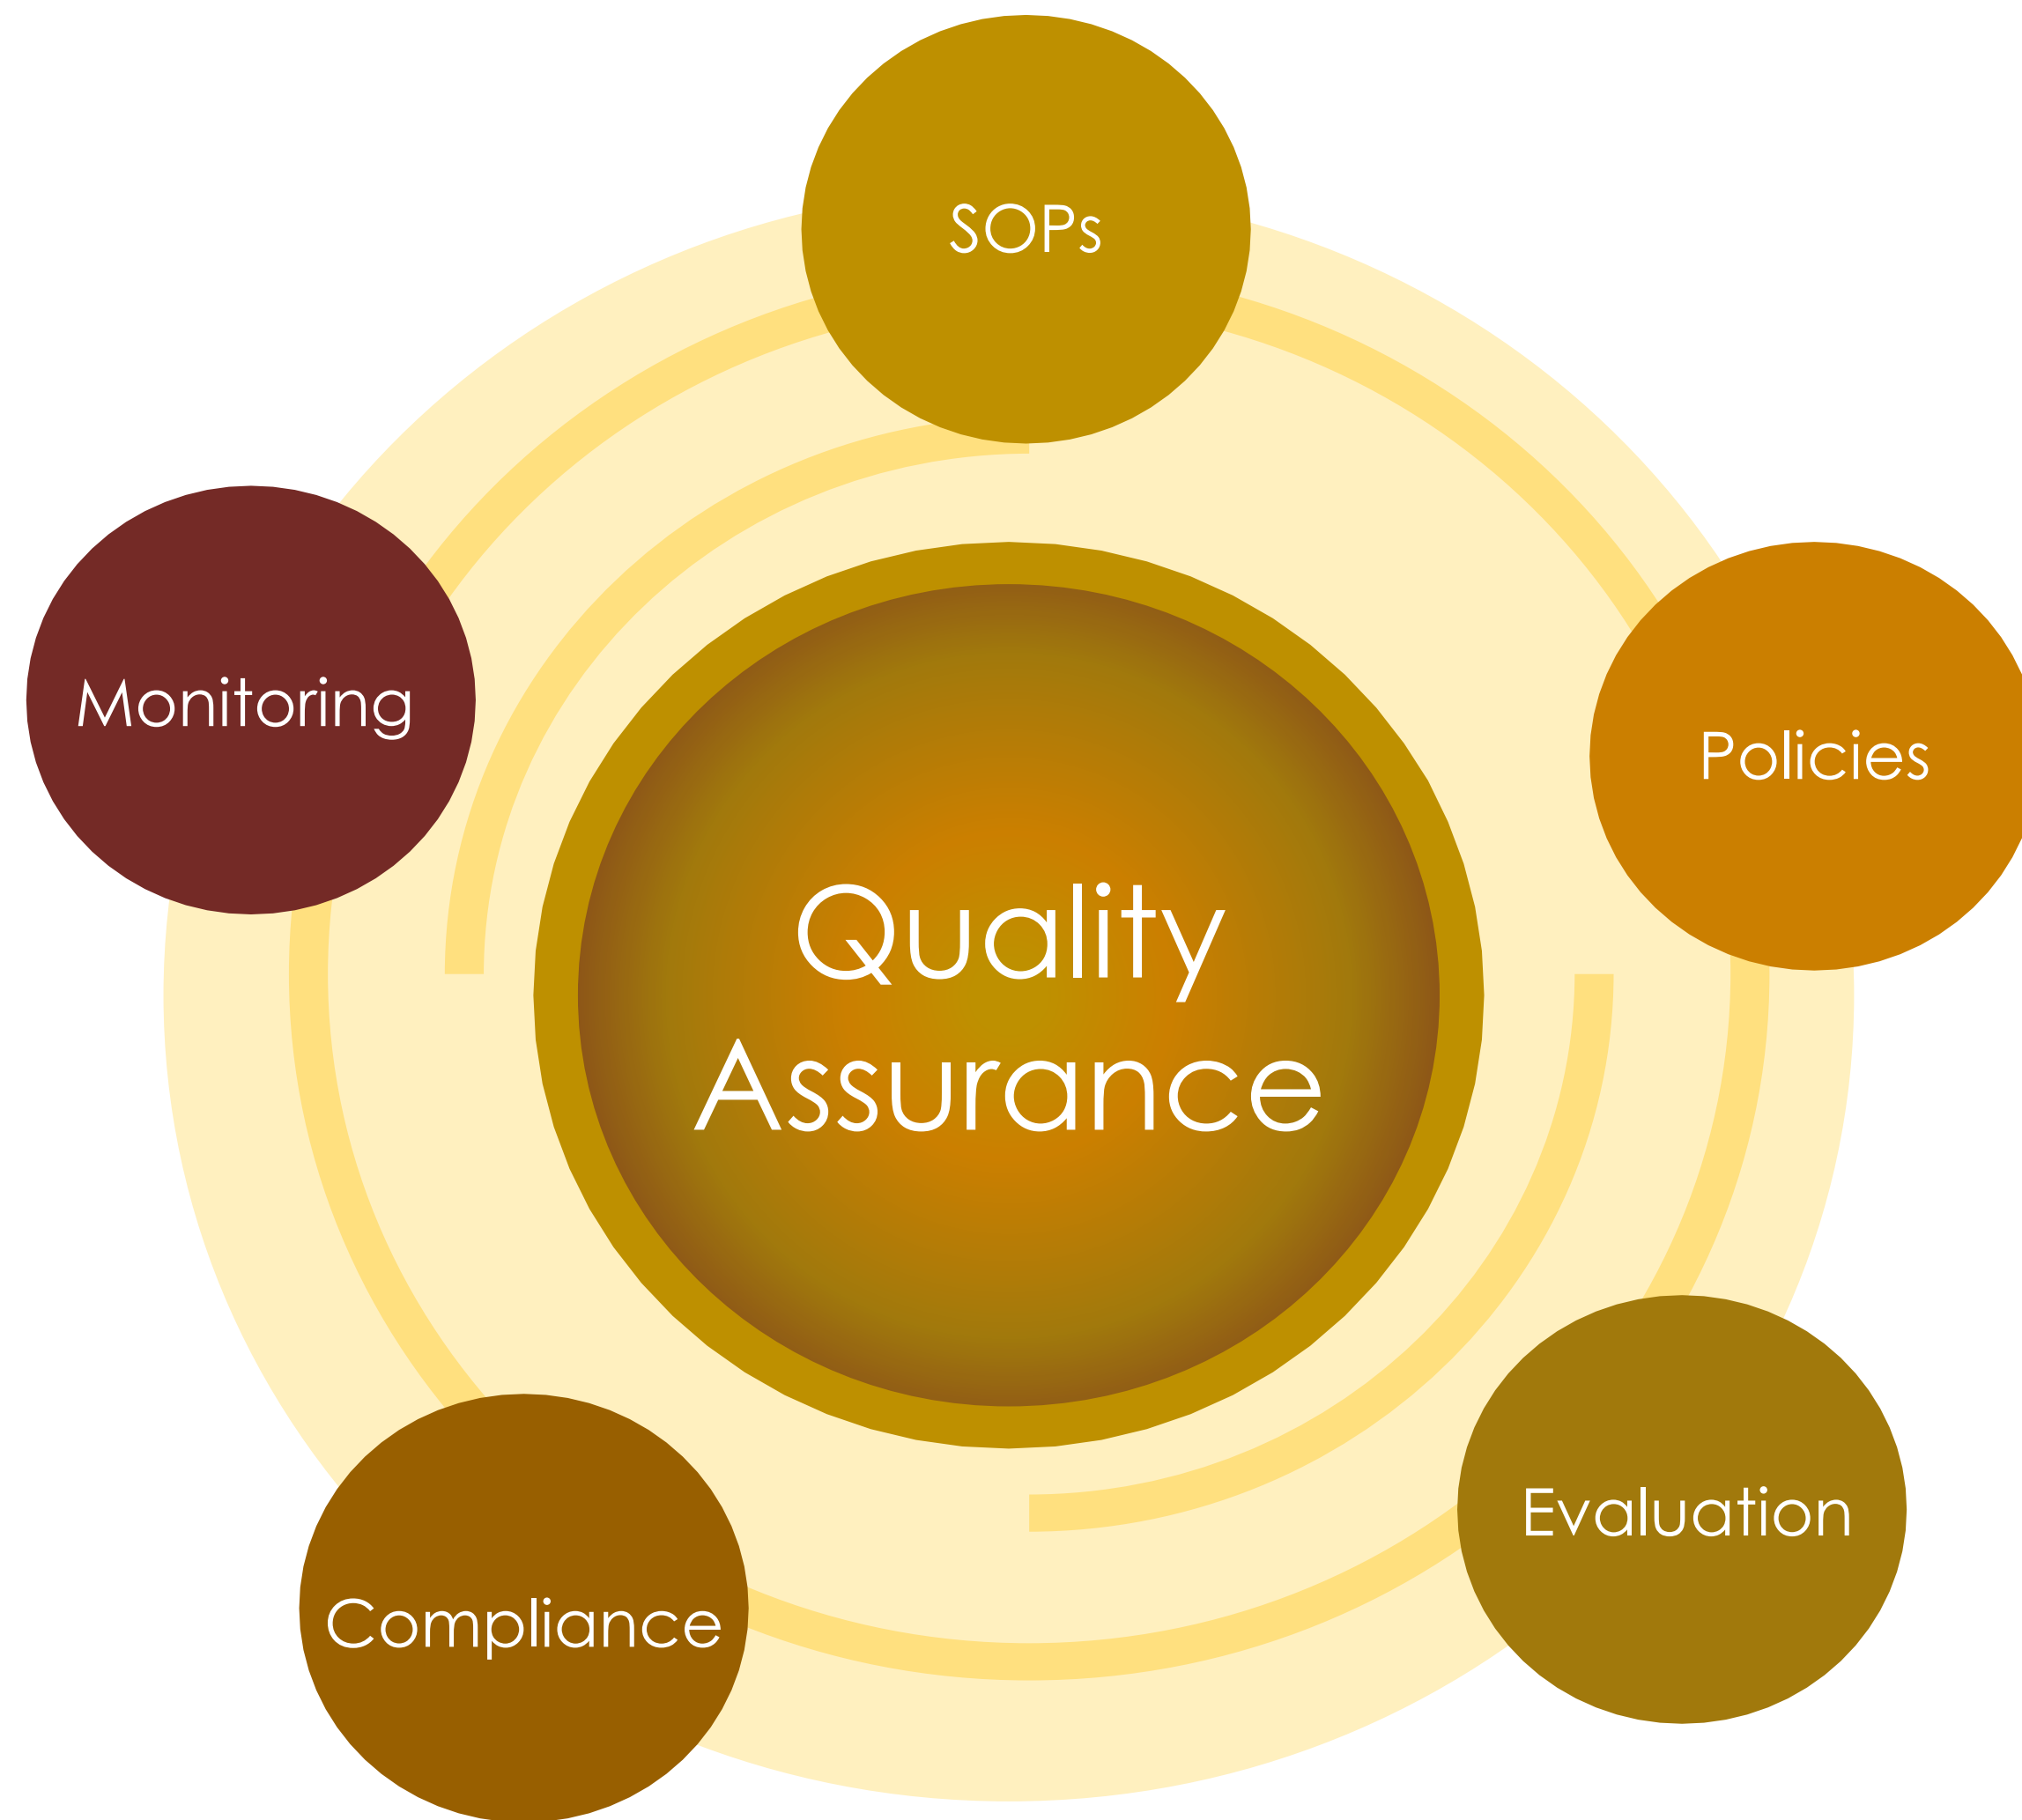 SOPs
Monitoring
Policies
Quality
Assurance
Evaluation
Compliance